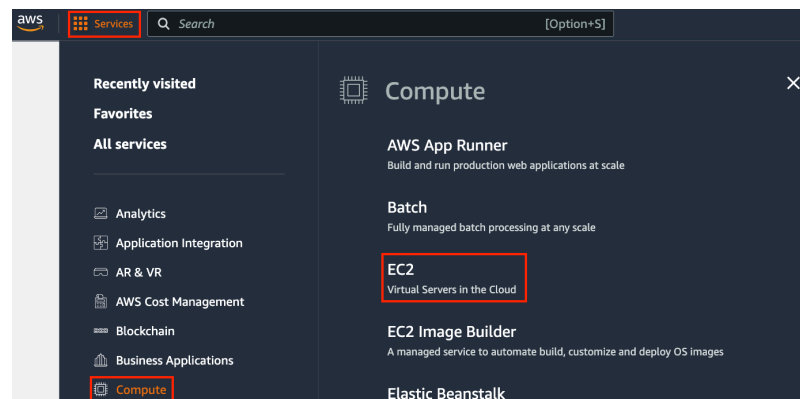 aws
Services
Search
[Option+S]
Recently visited
Favorites
All services
Analytics
Application Integration
AR & VR
AWS Cost Management
Blockchain
Business Applications
Compute
Compute
AWS App Runner
Build and run production web applications at scale
Batch
Fully managed batch processing at any scale
EC2
Virtual Servers in the Cloud
EC2 Image Builder
A managed service to automate build, customize and deploy OS images
Elastic Beanstalk